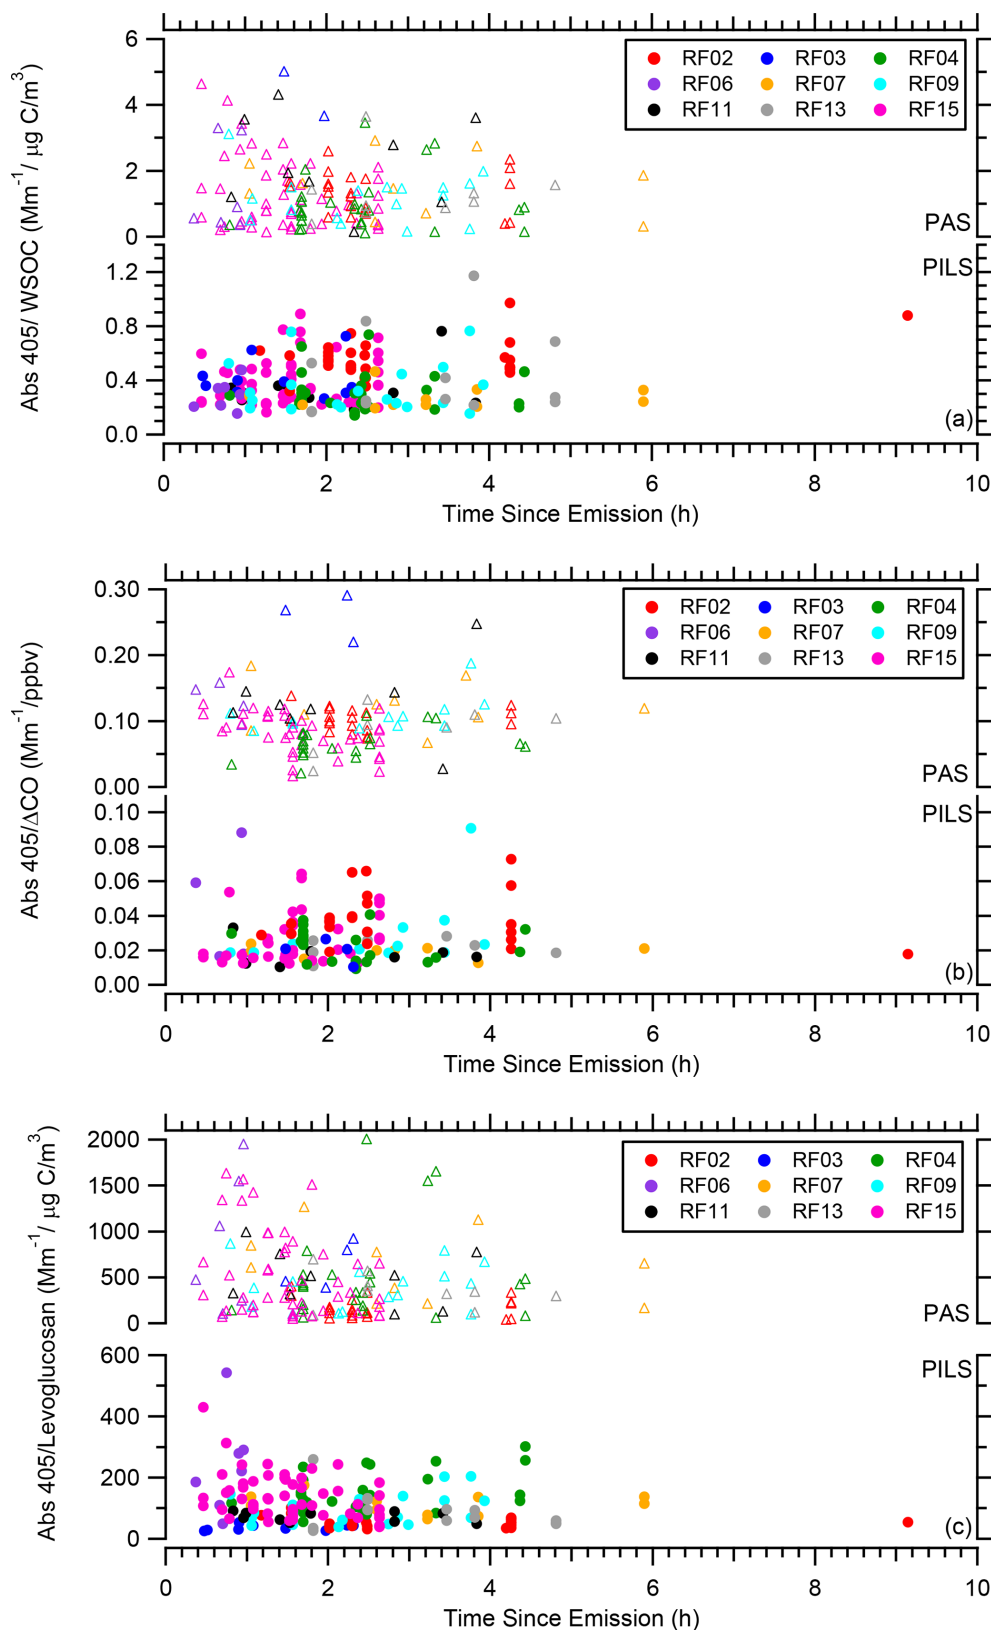 6
4
2
0
Abs 405/ WSOC (Mm⁻¹/ µg C/m³)
RF02 RF03 RF04
RF06 RF07 RF09
RF11 RF13 RF15
PAS
PILS
1.2
0.8
0.4
0.0
(a)
0 2 4 6 8 10
Time Since Emission (h)
0.30
0.20
0.10
0.00
Abs 405/ΔCO (Mm⁻¹/ppbv)
RF02 RF03 RF04
RF06 RF07 RF09
RF11 RF13 RF15
PAS
PILS
0.10
0.08
0.06
0.04
0.02
0.00
(b)
0 2 4 6 8 10
Time Since Emission (h)
2000
1500
1000
500
0
Abs 405/Levoglucosan (Mm⁻¹/ µg C/m³)
RF02 RF03 RF04
RF06 RF07 RF09
RF11 RF13 RF15
PAS
PILS
600
400
200
0
(c)
0 2 4 6 8 10
Time Since Emission (h)